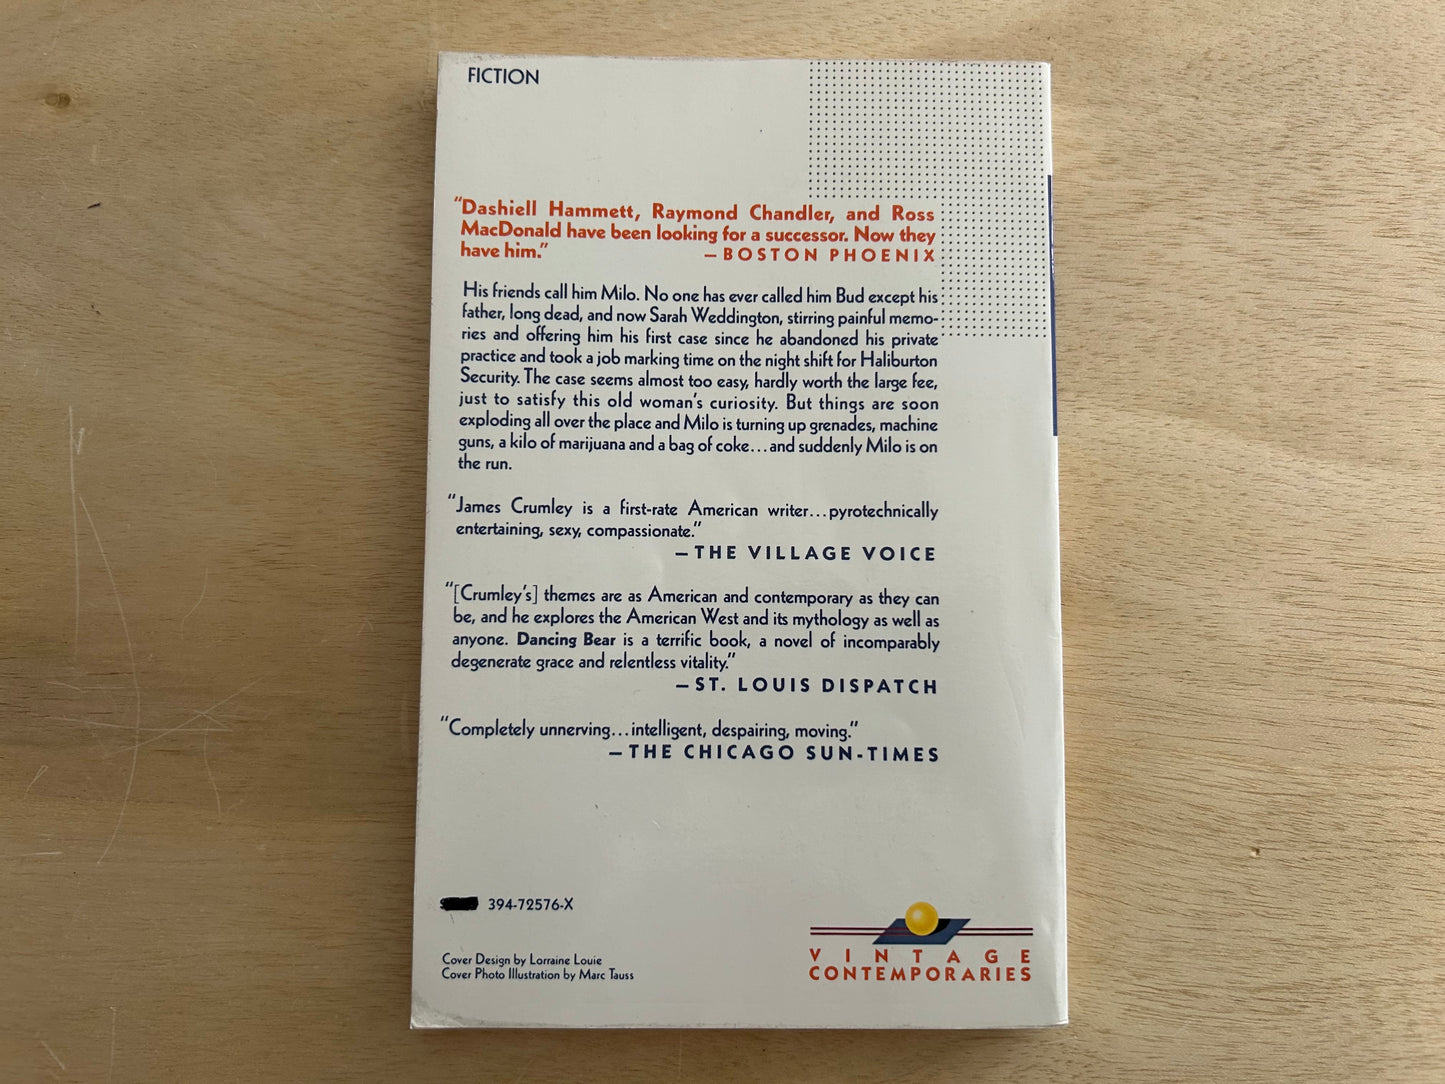 FICTION
“Dashiell Hammett, Raymond Chandler, and Ross
MacDonald have been looking for a successor. Now they
have him.” — BOSTON PHOENIX
His friends call him Milo. No one has ever called him Bud except his
father, long dead, and now Sarah Weddington, stirring painful memo-
ries and offering him his first case since he abandoned his private
practice and took a job marking time on the night shift for Haliburton
Security. The case seems almost too easy, hardly worth the large fee,
just to satisfy this old woman's curiosity. But things are soon
exploding all over the place and Milo is turning up grenades, machine
guns, a kilo of marijuana and a bag of coke...and suddenly Milo is on
the run.
“James Crumley is a first-rate American writer...pyrotechnically
entertaining, sexy, compassionate.”
—THE VILLAGE VOICE
“[Crumley's] themes are as American and contemporary as they can
be, and he explores the American West and its mythology as well as
anyone. Dancing Bear is a terrific book, a novel of incomparably
degenerate grace and relentless vitality.”
—ST. LOUIS DISPATCH
“Completely unnerving...intelligent, despairing, moving.”
—THE CHICAGO SUN-TIMES
394-72576-X
Cover Design by Lorraine Louie
Cover Photo Illustration by Marc Tauss
VINTAGE
CONTEMPORARIES